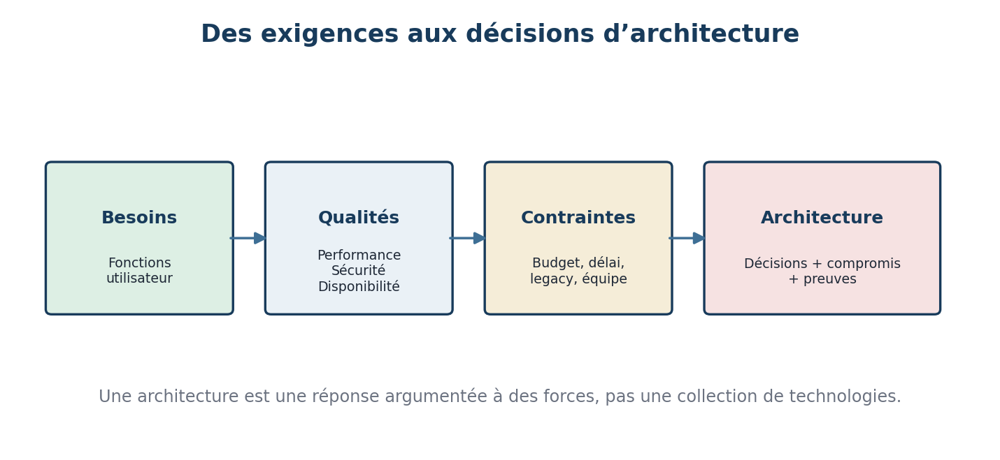 Des exigences aux décisions d’architecture
Besoins
Fonctions
utilisateur
Qualités
Performance
Sécurité
Disponibilité
Contraintes
Budget, délai,
legacy, équipe
Architecture
Décisions + compromis
+ preuves
Une architecture est une réponse argumentée à des forces, pas une collection de technologies.